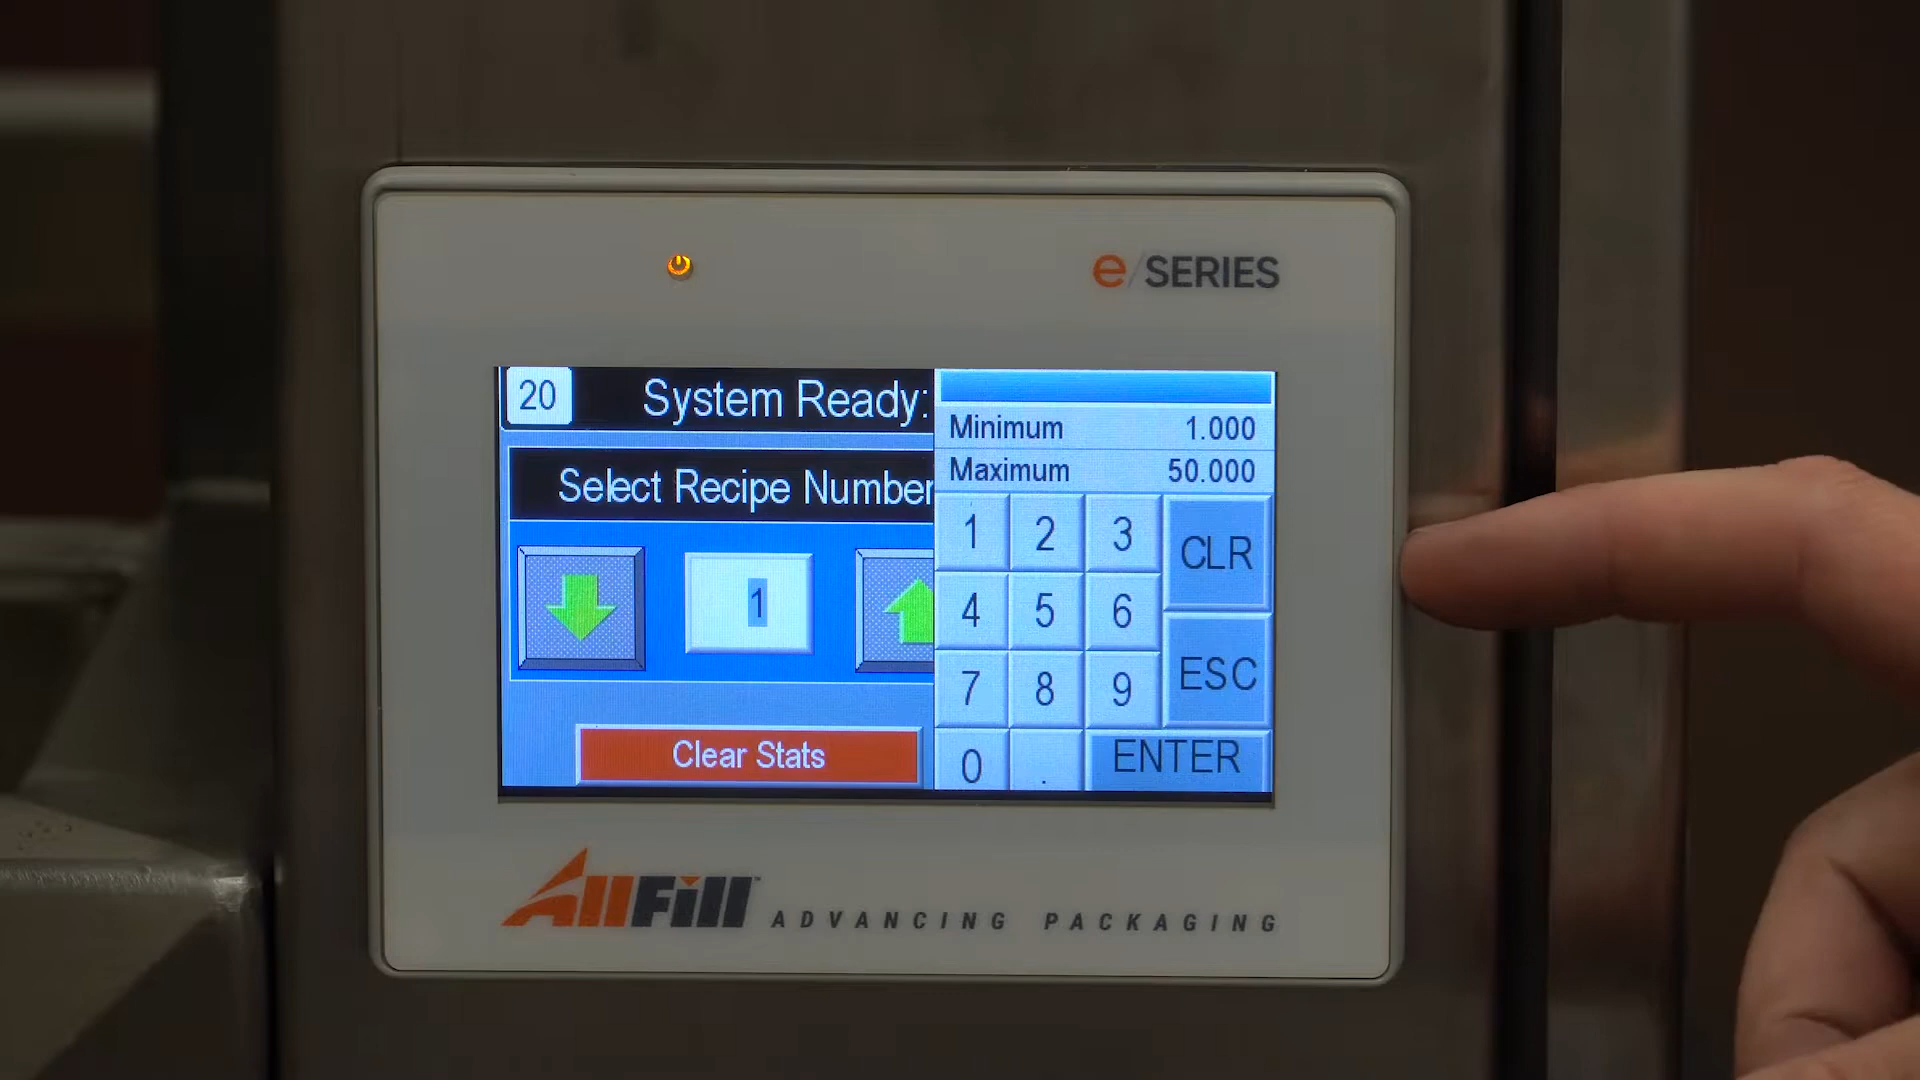 e/SERIES
20 System Ready:
Select Recipe Number
1
Clear Stats
Minimum 1.000
Maximum 50.000
1 2 3 CLR
4 5 6
7 8 9 ESC
0 . ENTER
AllFill™ ADVANCING PACKAGING